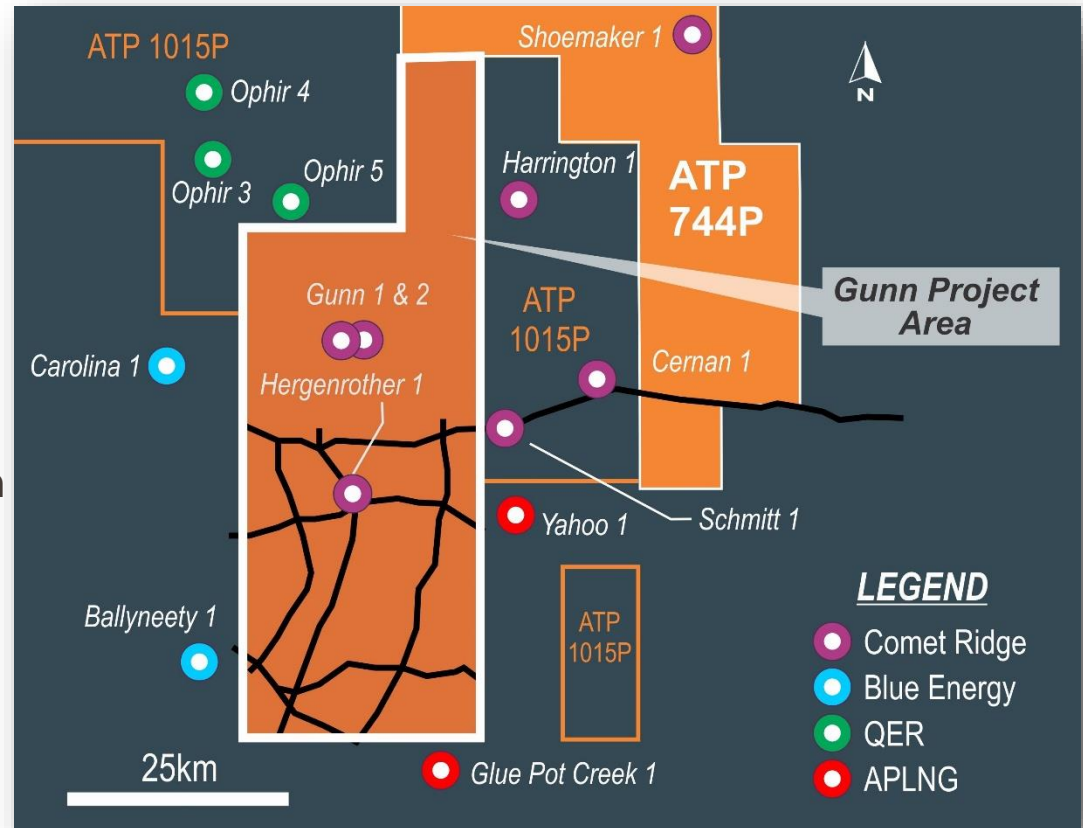 ATP 1015P
Shoemaker 1
N
Ophir 4
Ophir 3
Ophir 5
Harrington 1
ATP
744P
Gunn Project
Area
Gunn 1 & 2
ATP
1015P
Carolina 1
Hergenrother 1
Cernan 1
Yahoo 1
Schmitt 1
Ballyneety 1
ATP
1015P
LEGEND
Comet Ridge
Blue Energy
QER
APLNG
25km
Glue Pot Creek 1